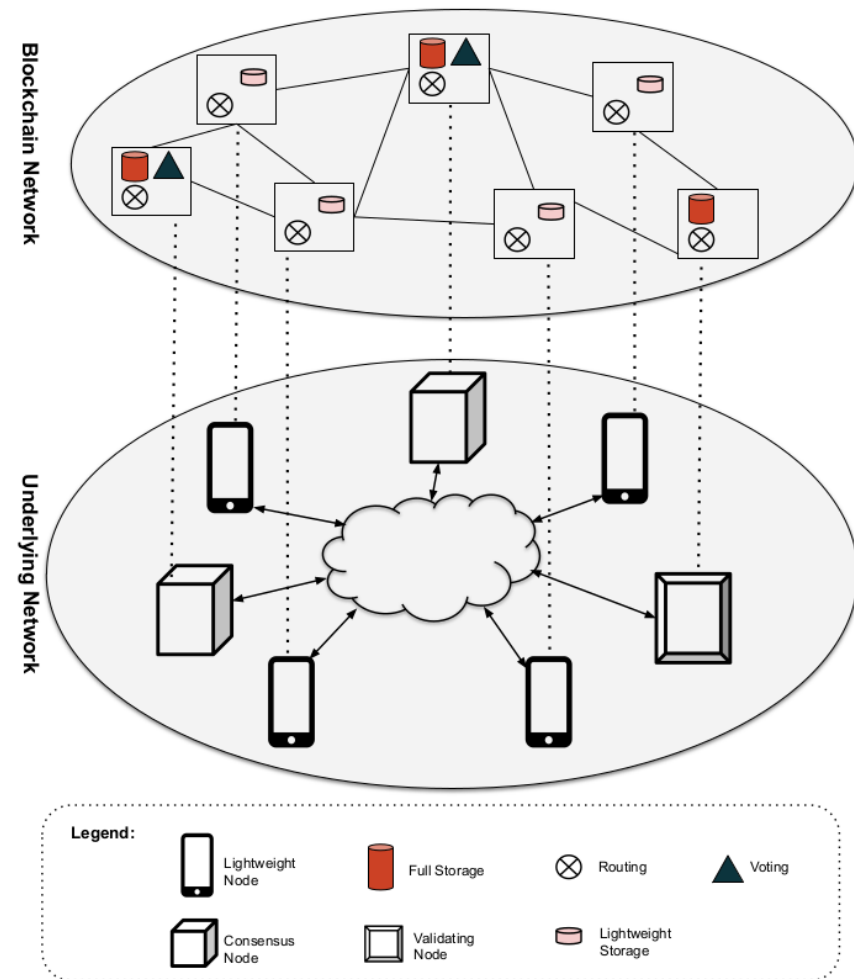 Blockchain Network
Underlying Network
Legend:
Lightweight
Node
Full Storage
Routing
Voting
Consensus
Node
Validating
Node
Lightweight
Storage